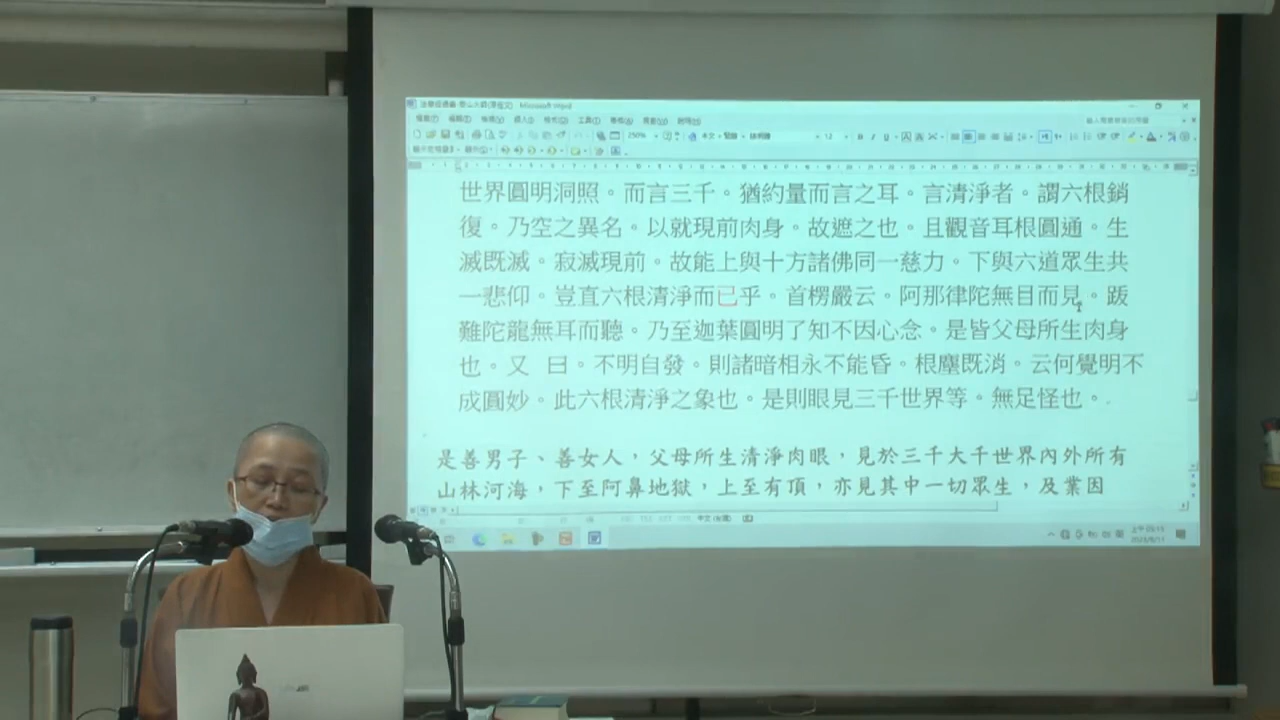 Microsoft Word
250%
12
世界圓明洞照。而言三千。猶約量而言之耳。言清淨者。謂六根銷
復。乃空之異名。以就現前肉身。故遮之也。且觀音耳根圓通。生
滅既滅。寂滅現前。故能上與十方諸佛同一慈力。下與六道眾生共
一悲仰。豈直六根清淨而已乎。首楞嚴云。阿那律陀無目而見。跋
難陀龍無耳而聽。乃至迦葉圓明了知不因心念。是皆父母所生肉身
也。又 曰。不明自發。則諸暗相永不能昏。根塵既消。云何覺明不
成圓妙。此六根清淨之象也。是則眼見三千世界等。無足怪也。
是善男子、善女人，父母所生清淨肉眼，見於三千大千世界內外所有
山林河海，下至阿鼻地獄，上至有頂，亦見其中一切眾生，及業因